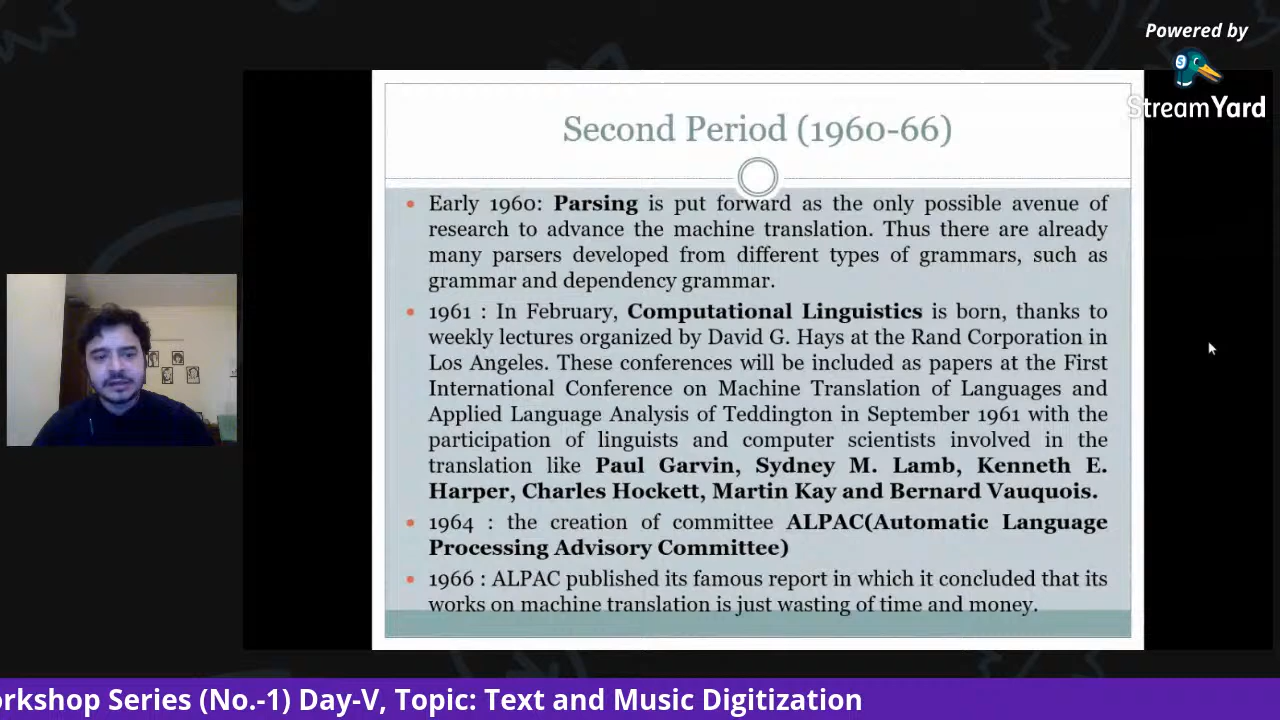 Powered by
StreamYard
Second Period (1960-66)
• Early 1960: Parsing is put forward as the only possible avenue of
research to advance the machine translation. Thus there are already
many parsers developed from different types of grammars, such as
grammar and dependency grammar.
• 1961 : In February, Computational Linguistics is born, thanks to
weekly lectures organized by David G. Hays at the Rand Corporation in
Los Angeles. These conferences will be included as papers at the First
International Conference on Machine Translation of Languages and
Applied Language Analysis of Teddington in September 1961 with the
participation of linguists and computer scientists involved in the
translation like Paul Garvin, Sydney M. Lamb, Kenneth E.
Harper, Charles Hockett, Martin Kay and Bernard Vauquois.
• 1964 : the creation of committee ALPAC(Automatic Language
Processing Advisory Committee)
• 1966 : ALPAC published its famous report in which it concluded that its
works on machine translation is just wasting of time and money.
orkshop Series (No.-1) Day-V, Topic: Text and Music Digitization